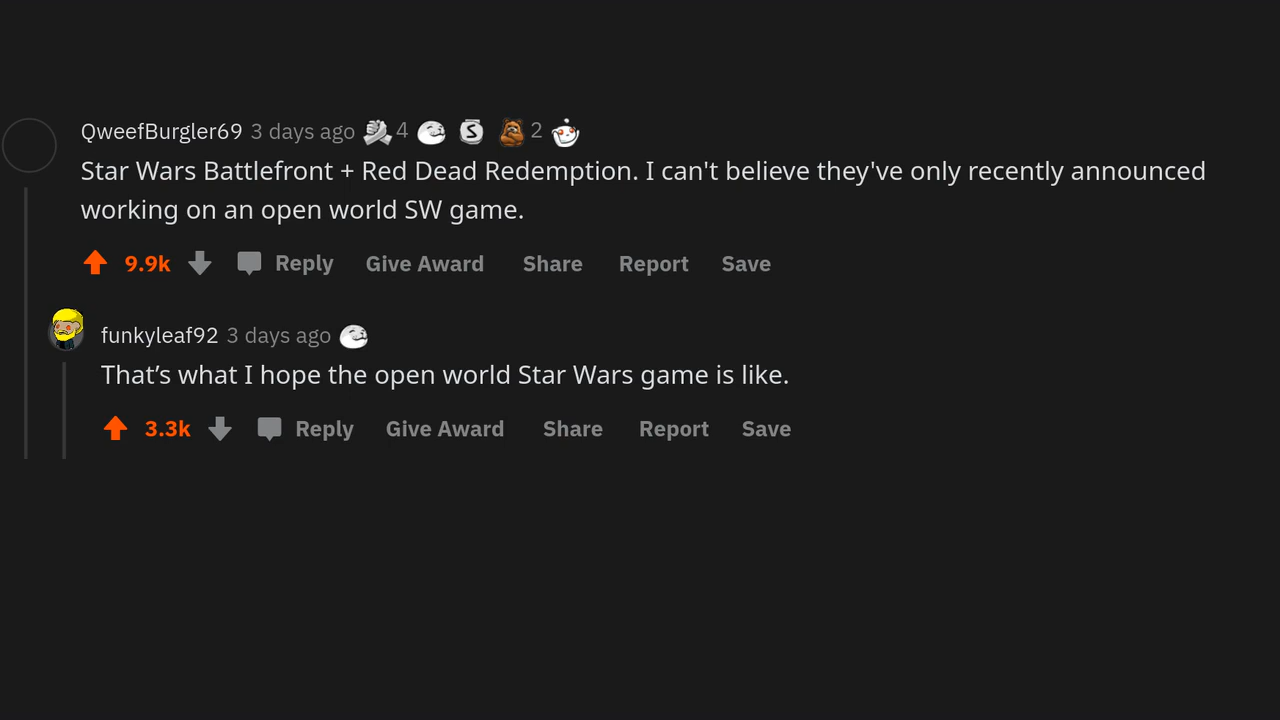 QweefBurgler69 3 days ago 4 S 2
Star Wars Battlefront + Red Dead Redemption. I can't believe they've only recently announced
working on an open world SW game.
9.9k Reply Give Award Share Report Save
funkyleaf92 3 days ago
That’s what I hope the open world Star Wars game is like.
3.3k Reply Give Award Share Report Save